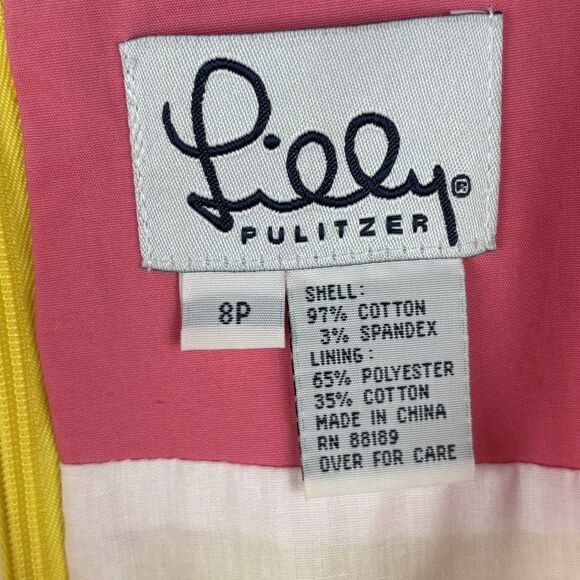 Lilly®
PULITZER
8P
SHELL:
97% COTTON
3% SPANDEX
LINING:
65% POLYESTER
35% COTTON
MADE IN CHINA
RN 88189
OVER FOR CARE